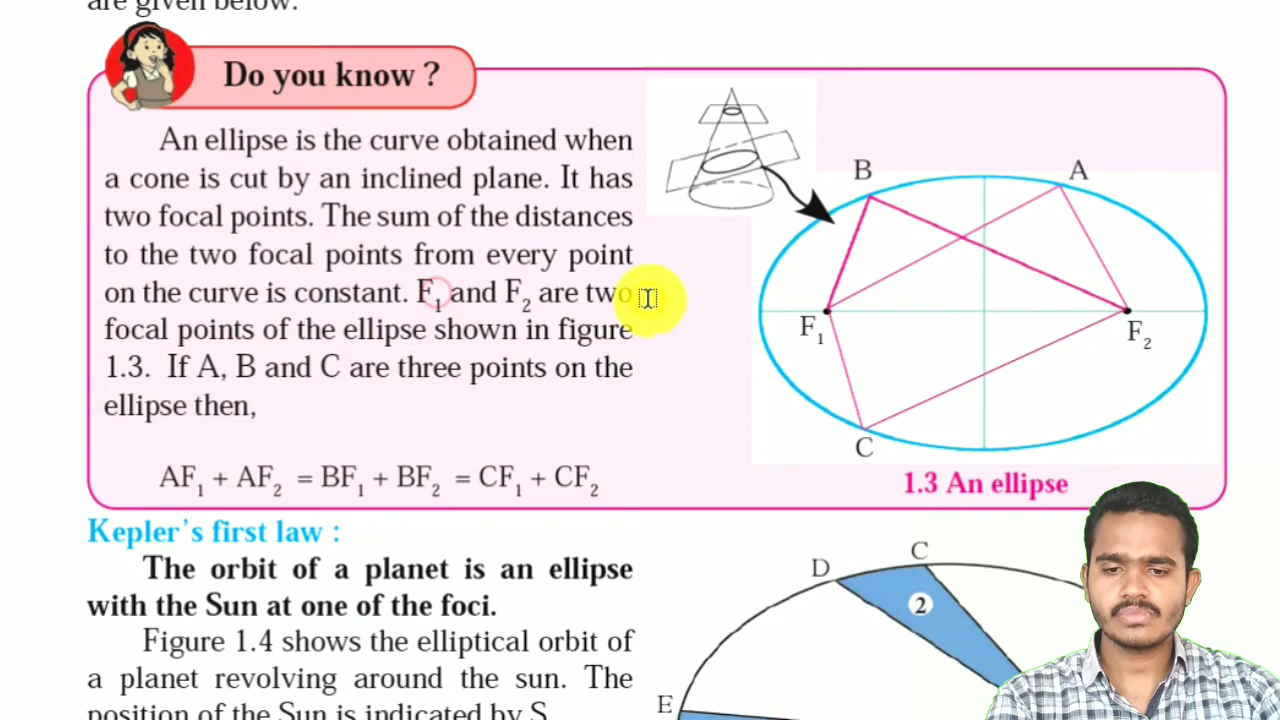 are given below.
Do you know ?
An ellipse is the curve obtained when
a cone is cut by an inclined plane. It has
two focal points. The sum of the distances
to the two focal points from every point
on the curve is constant. F₁ and F₂ are two
focal points of the ellipse shown in figure
1.3. If A, B and C are three points on the
ellipse then,
AF₁ + AF₂ = BF₁ + BF₂ = CF₁ + CF₂
B
A
F₁
F₂
C
1.3 An ellipse
Kepler's first law :
The orbit of a planet is an ellipse
with the Sun at one of the foci.
Figure 1.4 shows the elliptical orbit of
a planet revolving around the sun. The
position of the Sun is indicated by S.
D
C
2
E